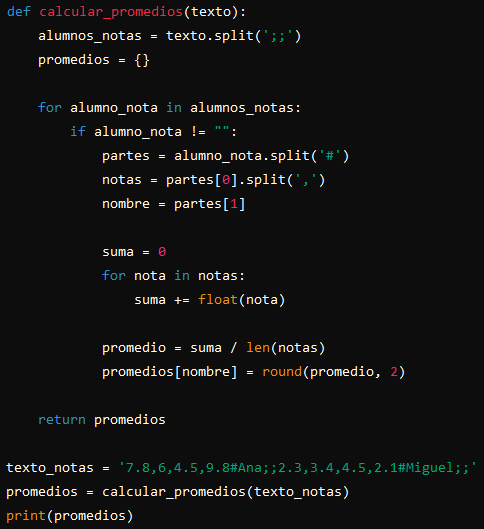 def calcular_promedios(texto):
    alumnos_notas = texto.split(';;')
    promedios = {}

    for alumno_nota in alumnos_notas:
        if alumno_nota != "":
            partes = alumno_nota.split('#')
            notas = partes[0].split(',')
            nombre = partes[1]

            suma = 0
            for nota in notas:
                suma += float(nota)

            promedio = suma / len(notas)
            promedios[nombre] = round(promedio, 2)

    return promedios

texto_notas = '7.8,6,4.5,9.8#Ana;;2.3,3.4,4.5,2.1#Miguel;;'
promedios = calcular_promedios(texto_notas)
print(promedios)